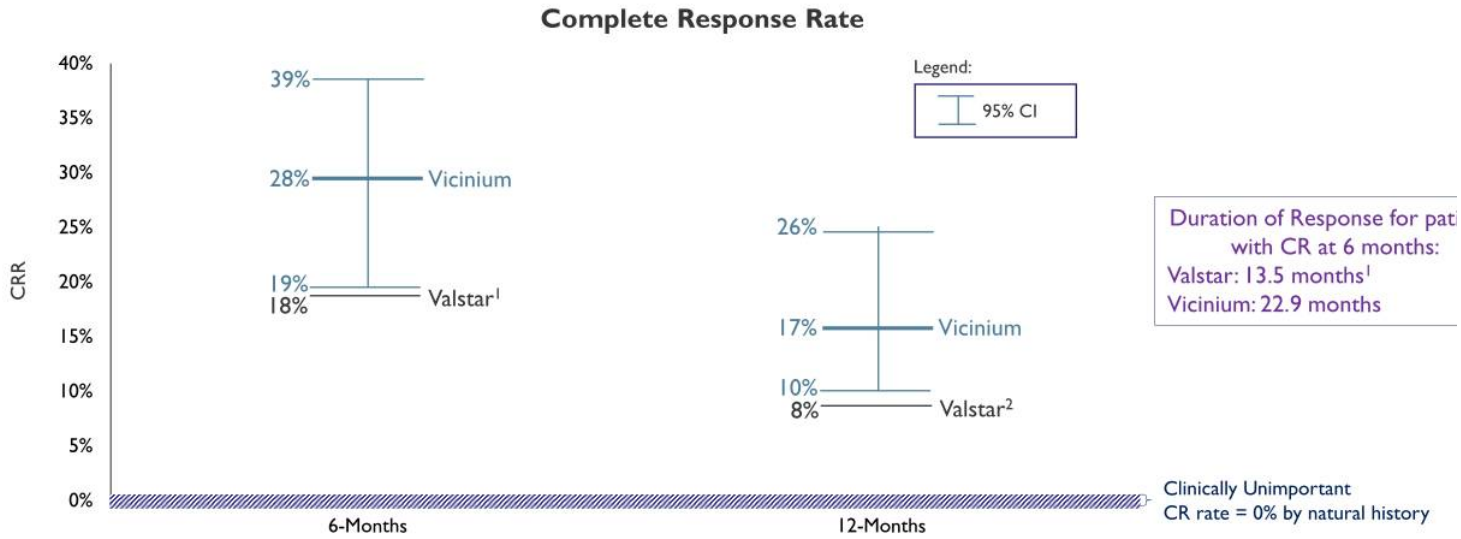 Complete Response Rate
40%
35%
30%
25%
20%
15%
10%
5%
0%
CRR
39%
28%
Vicinium
19%
18%
Valstar¹
6-Months
26%
17%
Vicinium
10%
8%
Valstar²
12-Months
Legend:
95% CI
Duration of Response for pati
with CR at 6 months:
Valstar: 13.5 months¹
Vicinium: 22.9 months
Clinically Unimportant
CR rate = 0% by natural history